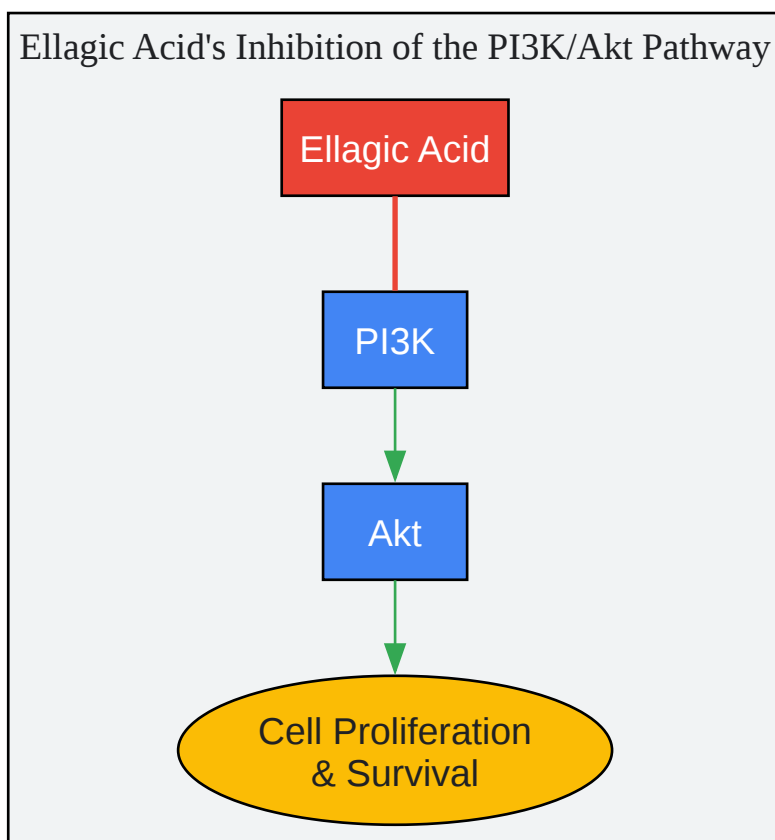 Ellagic Acid's Inhibition of the PI3K/Akt Pathway
Ellagic Acid
PI3K
Akt
Cell Proliferation
& Survival